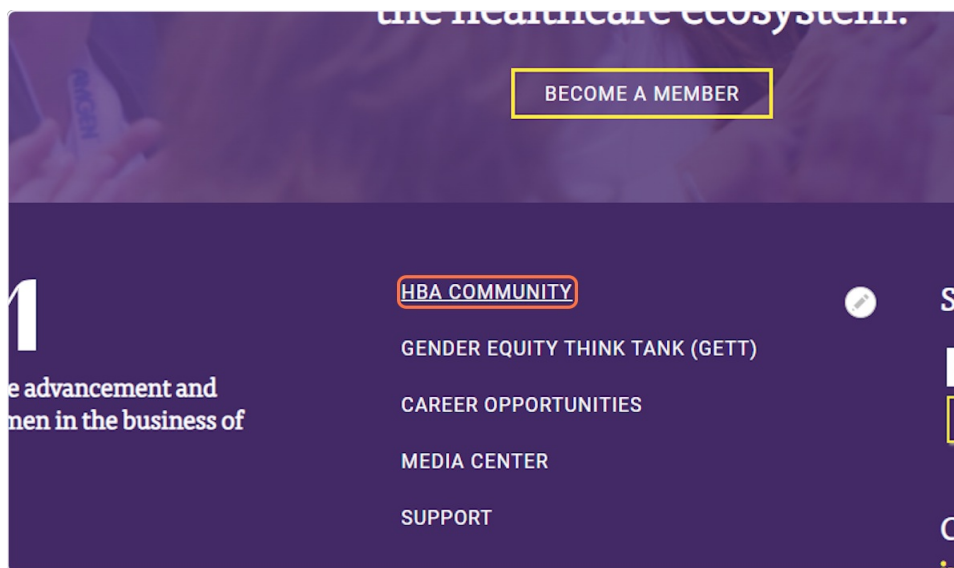 the healthcare ecosystem.
BECOME A MEMBER
HBA COMMUNITY
GENDER EQUITY THINK TANK (GETT)
CAREER OPPORTUNITIES
MEDIA CENTER
SUPPORT
advancement and
in the business of